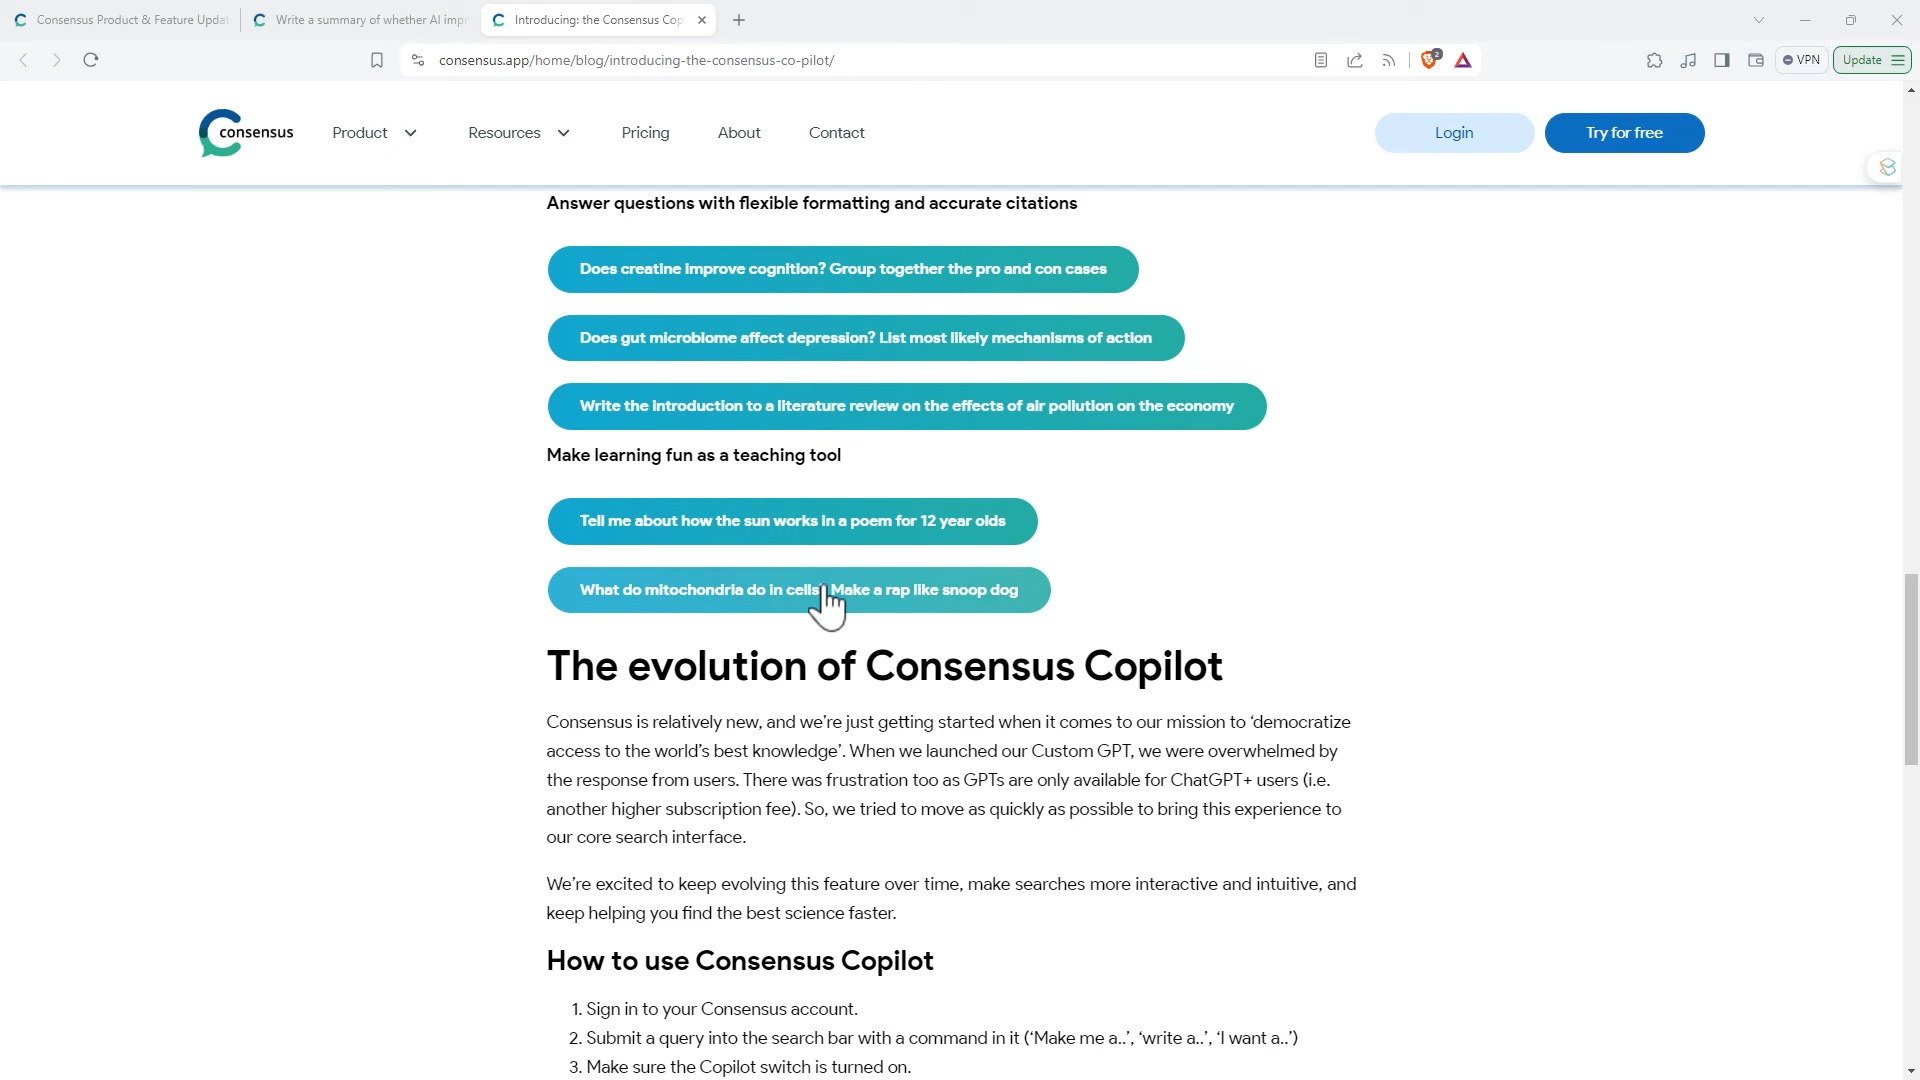 Consensus Product & Feature Updat
Write a summary of whether AI impr
Introducing: the Consensus Cop
consensus.app/home/blog/introducing-the-consensus-co-pilot/
2
VPN
Update
consensus
Product
Resources
Pricing
About
Contact
Login
Try for free
Answer questions with flexible formatting and accurate citations
Does creatine improve cognition? Group together the pro and con cases
Does gut microbiome affect depression? List most likely mechanisms of action
Write the introduction to a literature review on the effects of air pollution on the economy
Make learning fun as a teaching tool
Tell me about how the sun works in a poem for 12 year olds
What do mitochondria do in cells? Make a rap like snoop dog
The evolution of Consensus Copilot
Consensus is relatively new, and we're just getting started when it comes to our mission to ‘democratize
access to the world's best knowledge’. When we launched our Custom GPT, we were overwhelmed by
the response from users. There was frustration too as GPTs are only available for ChatGPT+ users (i.e.
another higher subscription fee). So, we tried to move as quickly as possible to bring this experience to
our core search interface.
We're excited to keep evolving this feature over time, make searches more interactive and intuitive, and
keep helping you find the best science faster.
How to use Consensus Copilot
1. Sign in to your Consensus account.
2. Submit a query into the search bar with a command in it (‘Make me a..’, ‘write a..’, ‘I want a..’)
3. Make sure the Copilot switch is turned on.